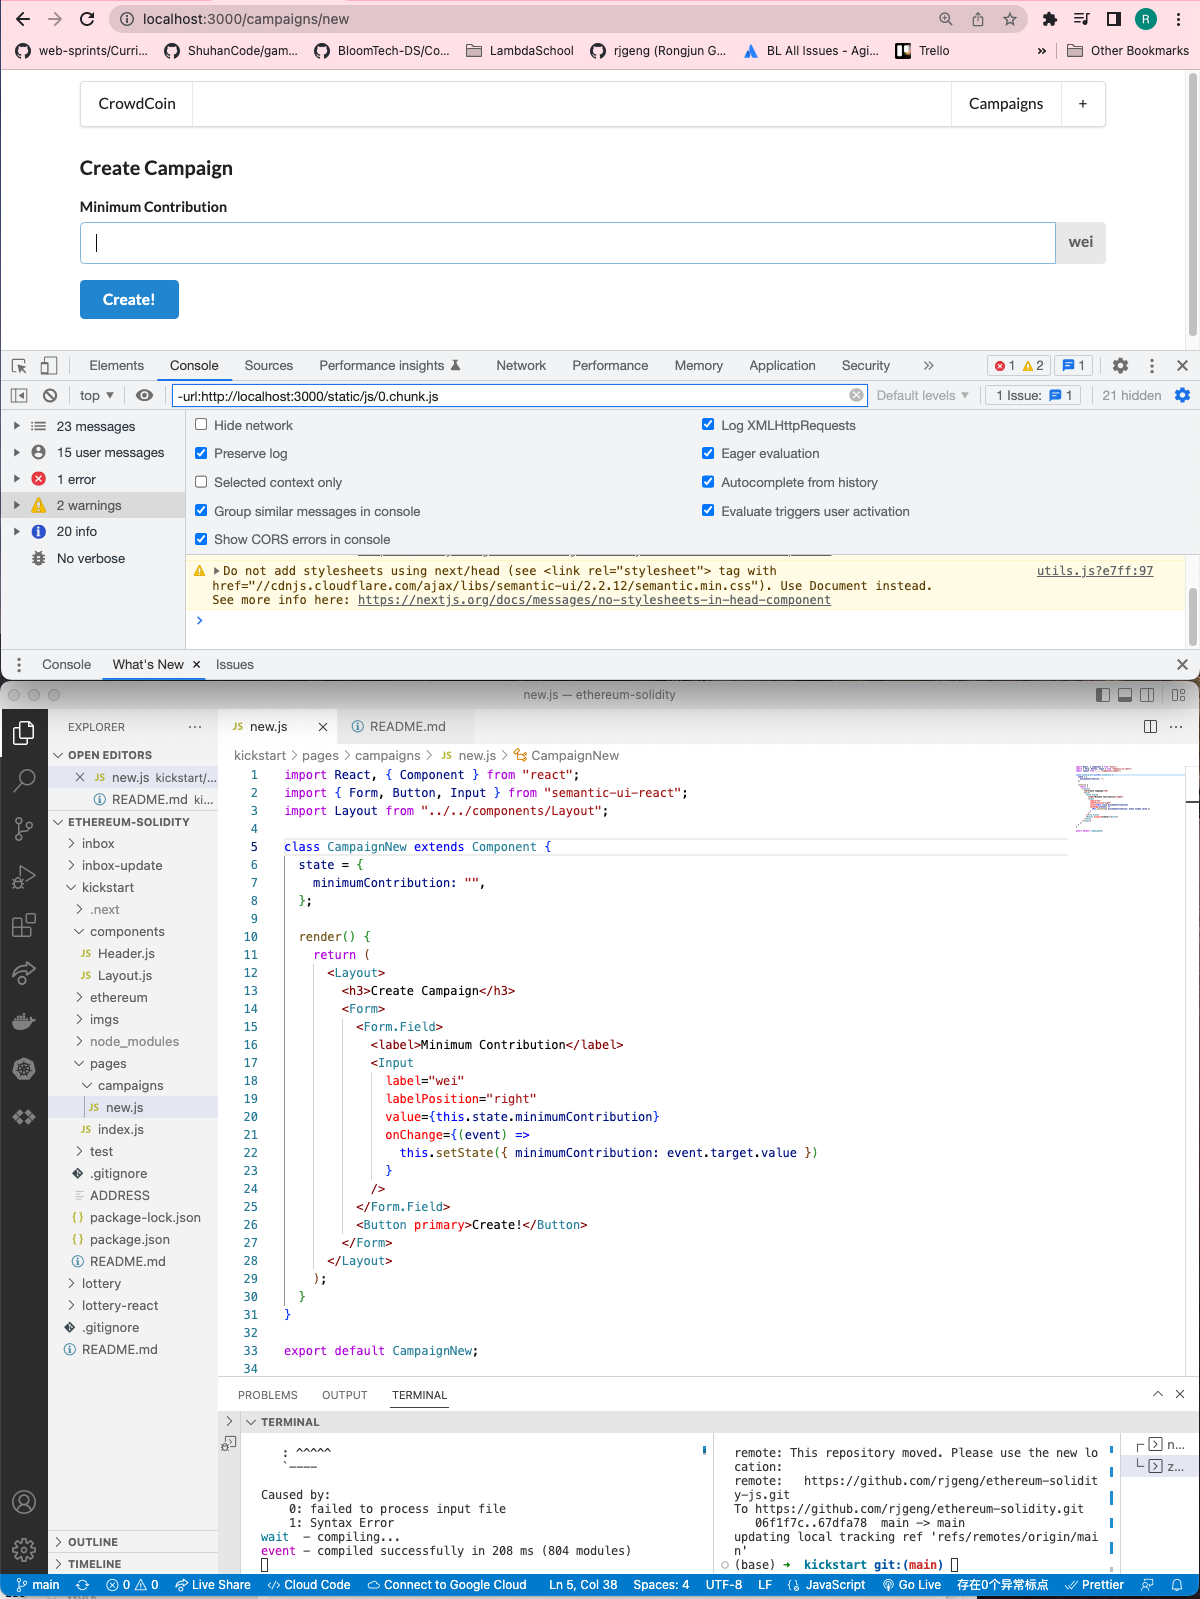 localhost:3000/campaigns/new
R
web-sprints/Curri...
ShuhanCode/gam...
BloomTech-DS/Co...
LambdaSchool
rjgeng (Rongjun G...
BL All Issues - Agi...
Trello
»
Other Bookmarks
CrowdCoin
Campaigns
+
Create Campaign
Minimum Contribution
wei
Create!
Elements
Console
Sources
Performance insights
Network
Performance
Memory
Application
Security
»
1
2
1
top ▼
-url:http://localhost:3000/static/js/0.chunk.js
Default levels ▼
1 Issue: 1
21 hidden
23 messages
15 user messages
1 error
2 warnings
20 info
No verbose
Hide network
Preserve log
Selected context only
Group similar messages in console
Show CORS errors in console
Log XMLHttpRequests
Eager evaluation
Autocomplete from history
Evaluate triggers user activation
Do not add stylesheets using next/head (see <link rel="stylesheet"> tag with
href="//cdnjs.cloudflare.com/ajax/libs/semantic-ui/2.2.12/semantic.min.css"). Use Document instead.
See more info here: https://nextjs.org/docs/messages/no-stylesheets-in-head-component
utils.js?e7ff:97
Console
What's New
Issues
new.js — ethereum-solidity
EXPLORER
OPEN EDITORS
JS new.js kickstart/...
README.md ki...
ETHEREUM-SOLIDITY
inbox
inbox-update
kickstart
.next
components
JS Header.js
JS Layout.js
ethereum
imgs
node_modules
pages
campaigns
JS new.js
JS index.js
test
.gitignore
ADDRESS
{} package-lock.json
{} package.json
README.md
lottery
lottery-react
.gitignore
README.md
OUTLINE
TIMELINE
JS new.js
README.md
kickstart > pages > campaigns > JS new.js > CampaignNew
1 import React, { Component } from "react";
2 import { Form, Button, Input } from "semantic-ui-react";
3 import Layout from "../../components/Layout";
4
5 class CampaignNew extends Component {
6 state = {
7 minimumContribution: "",
8 };
9
10 render() {
11 return (
12 <Layout>
13 <h3>Create Campaign</h3>
14 <Form>
15 <Form.Field>
16 <label>Minimum Contribution</label>
17 <Input
18 label="wei"
19 labelPosition="right"
20 value={this.state.minimumContribution}
21 onChange={(event) =>
22 this.setState({ minimumContribution: event.target.value })
23 }
24 />
25 </Form.Field>
26 <Button primary>Create!</Button>
27 </Form>
28 </Layout>
29 );
30 }
31 }
32
33 export default CampaignNew;
34
PROBLEMS
OUTPUT
TERMINAL
TERMINAL
: ^^^^^
`————
Caused by:
0: failed to process input file
1: Syntax Error
wait - compiling...
event - compiled successfully in 208 ms (804 modules)
remote: This repository moved. Please use the new lo
cation:
remote: https://github.com/rjgeng/ethereum-solidit
y-js.git
To https://github.com/rjgeng/ethereum-solidity.git
06f1f7c..67dfa78 main -> main
updating local tracking ref 'refs/remotes/origin/mai
n'
(base) → kickstart git:(main)
n...
z...
main
0
0
Live Share
Cloud Code
Connect to Google Cloud
Ln 5, Col 38
Spaces: 4
UTF-8
LF
{} JavaScript
Go Live
存在0个异常标点
Prettier